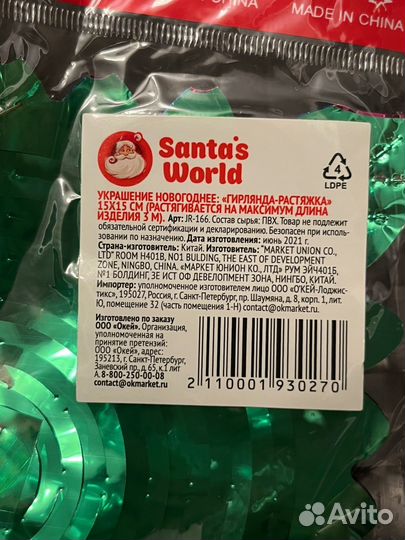 CHINA
MADE IN CHINA
Santa's
World
4
LDPE
УКРАШЕНИЕ НОВОГОДНЕЕ: «ГИРЛЯНДА-РАСТЯЖКА»
15Х15 СМ (РАСТЯГИВАЕТСЯ НА МАКСИМУМ ДЛИНА
ИЗДЕЛИЯ 3 М). Арт: JR-166. Состав сырья: ПВХ. Товар не подлежит
обязательной сертификации и декларированию. Безопасен при исполь-
зовании по назначению. Дата изготовления: июнь 2021 г.
Страна-изготовитель: Китай. Изготовитель: "MARKET UNION CO.,
LTD" ROOM H401B, NO1 BULDING, THE EAST OF DEVELOPMENT
ZONE, NINGBO, CHINA. «МАРКЕТ ЮНИОН КО., ЛТД» РУМ ЭЙЧ401Б,
№1 БОЛДИНГ, ЗЕ ИСТ ОФ ДЕВЕЛОПМЕНТ ЗОНА, НИНГБО, КИТАЙ.
Импортер: уполномоченное изготовителем лицо ООО «О'КЕЙ-Лоджис-
тикс», 195027, Россия, г. Санкт-Петербург, пр. Шаумяна, д. 8, корп. 1, лит.
Ю, помещение 32 (часть помещения 1-Н) contact@okmarket.ru
Изготовлено по заказу
ООО «Окей». Организация,
уполномоченная на
принятие претензий:
ООО «Окей», адрес:
195213, г. Санкт-Петербург,
Заневский пр., д. 65, к.1 лит
А. 8-800-250-00-08
contact@okmarket.ru
2 110001 930270
Avito